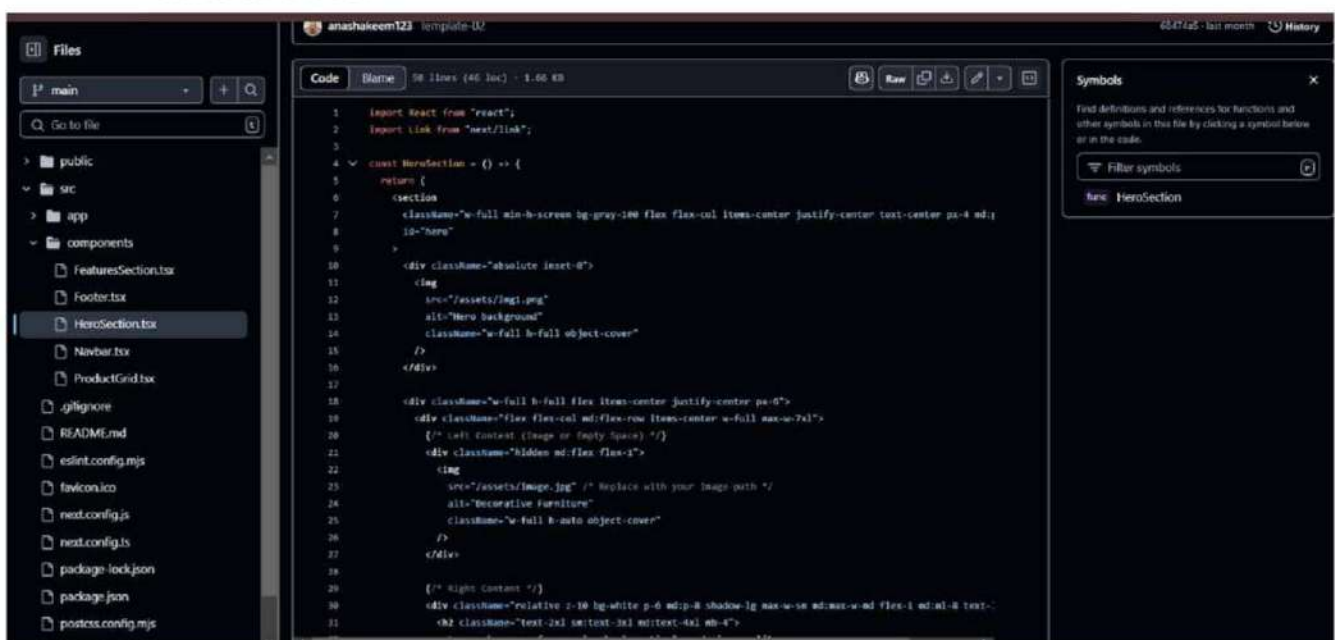 anashakeem123 Template-02
60474a5 · last month History
Files
main
Go to file
t
public
src
app
components
FeaturesSection.tsx
Footer.tsx
HeroSection.tsx
Navbar.tsx
ProductGrid.tsx
.gitignore
README.md
eslint.config.mjs
favicon.ico
next.config.js
next.config.ts
package-lock.json
package.json
postcss.config.mjs
Code Blame 50 lines (46 loc) · 1.66 KB
Raw
1 import React from "react";
2 import Link from "next/link";
3
4 const HeroSection = () => {
5 return (
6 <section
7 className="w-full min-h-screen bg-gray-100 flex flex-col items-center justify-center text-center px-4 md:p
8 id="hero"
9 >
10 <div className="absolute inset-0">
11 <img
12 src="/assets/img1.png"
13 alt="Hero background"
14 className="w-full h-full object-cover"
15 />
16 </div>
17
18 <div className="w-full h-full flex items-center justify-center px-6">
19 <div className="flex flex-col md:flex-row items-center w-full max-w-7xl">
20 {/* Left Content (Image or Empty Space) */}
21 <div className="hidden md:flex flex-1">
22 <img
23 src="/assets/image.jpg" /* Replace with your image path */
24 alt="Decorative Furniture"
25 className="w-full h-auto object-cover"
26 />
27 </div>
28
29 {/* Right Content */}
30 <div className="relative z-10 bg-white p-6 md:p-8 shadow-lg max-w-sm md:max-w-md flex-1 md:ml-8 text-
31 <h2 className="text-2xl sm:text-3xl md:text-4xl mb-4">
Symbols
Find definitions and references for functions and
other symbols in this file by clicking a symbol below
or in the code.
Filter symbols
r
func HeroSection